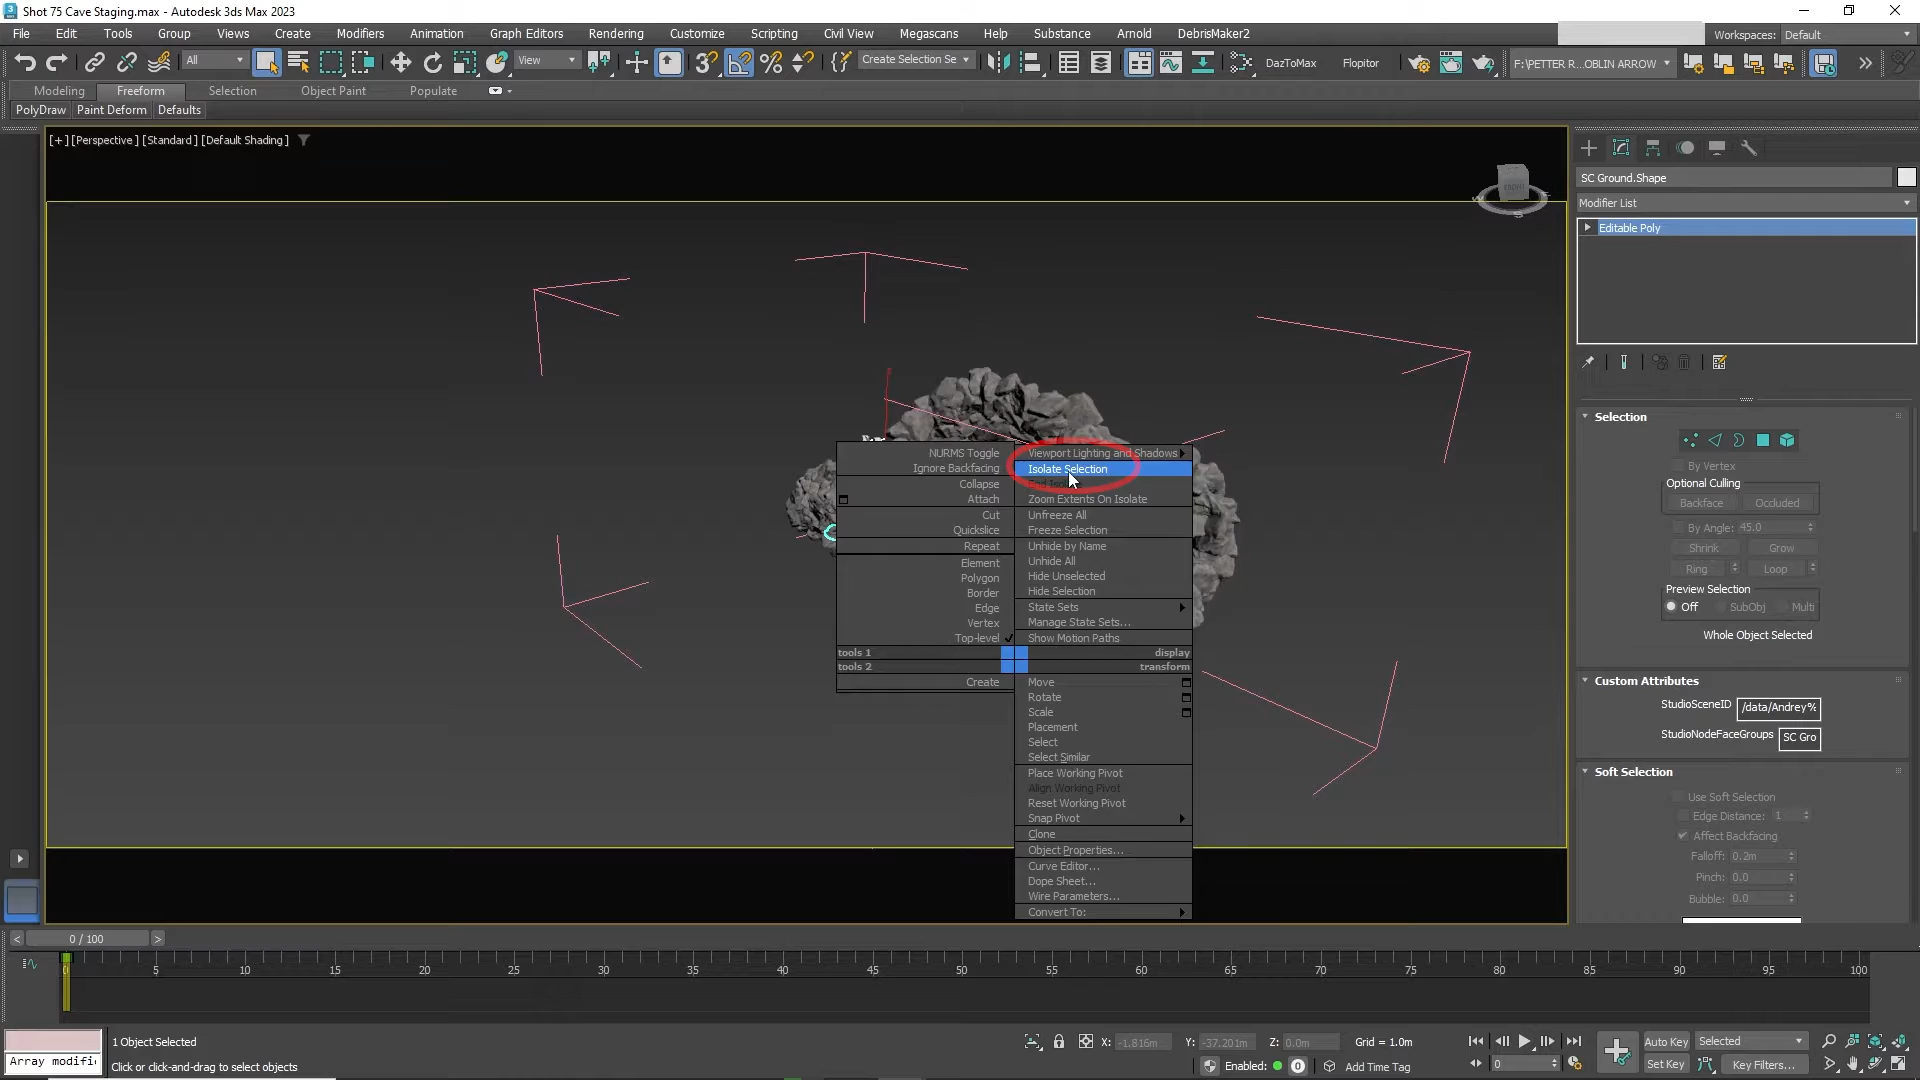 Shot 75 Cave Staging.max - Autodesk 3ds Max 2023
File Edit Tools Group Views Create Modifiers Animation Graph Editors Rendering Customize Scripting Civil View Megascans Help Substance Arnold DebrisMaker2 Workspaces: Default
All View Create Selection Se DazToMax Flopitor F:\PETTER R...OBLIN ARROW
Modeling Freeform Selection Object Paint Populate
PolyDraw Paint Deform Defaults
[+] [Perspective] [Standard] [Default Shading]
FRONT
SC Ground.Shape
Modifier List
Editable Poly
Selection
By Vertex
Optional Culling
Backface Occluded
By Angle: 45.0
Shrink Grow
Ring Loop
Preview Selection
Off SubObj Multi
Whole Object Selected
Custom Attributes
StudioSceneID /data/Andrey%
StudioNodeFaceGroups SC Gro
Soft Selection
Use Soft Selection
Edge Distance: 1
Affect Backfacing
Falloff: 0.2m
Pinch: 0.0
Bubble: 0.0
NURMS Toggle
Ignore Backfacing
Collapse
Attach
Cut
Quickslice
Repeat
Element
Polygon
Border
Edge
Vertex
Top-level
tools 1
tools 2
Create
Viewport Lighting and Shadows
Isolate Selection
End Isolate
Zoom Extents On Isolate
Unfreeze All
Freeze Selection
Unhide by Name
Unhide All
Hide Unselected
Hide Selection
State Sets
Manage State Sets...
Show Motion Paths
display
transform
Move
Rotate
Scale
Placement
Select
Select Similar
Place Working Pivot
Align Working Pivot
Reset Working Pivot
Snap Pivot
Clone
Object Properties...
Curve Editor...
Dope Sheet...
Wire Parameters...
Convert To:
< 0 / 100 >
0 5 10 15 20 25 30 35 40 45 50 55 60 65 70 75 80 85 90 95 100
1 Object Selected
Array modifi
Click or click-and-drag to select objects
X: -1.816m Y: -37.201m Z: 0.0m Grid = 1.0m
Enabled: 0 Add Time Tag
0
Auto Key Selected
Set Key Key Filters...